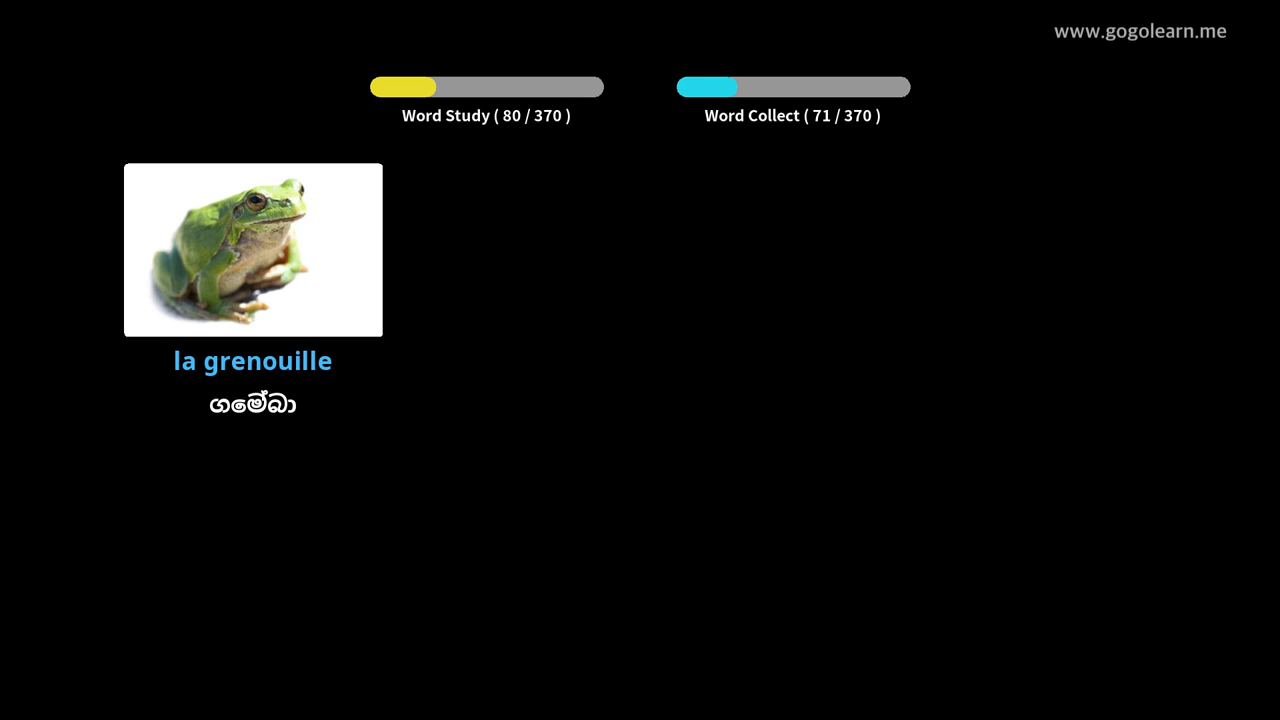 www.gogolearn.me
Word Study ( 80 / 370 )
Word Collect ( 71 / 370 )
la grenouille
ගෙම්බා